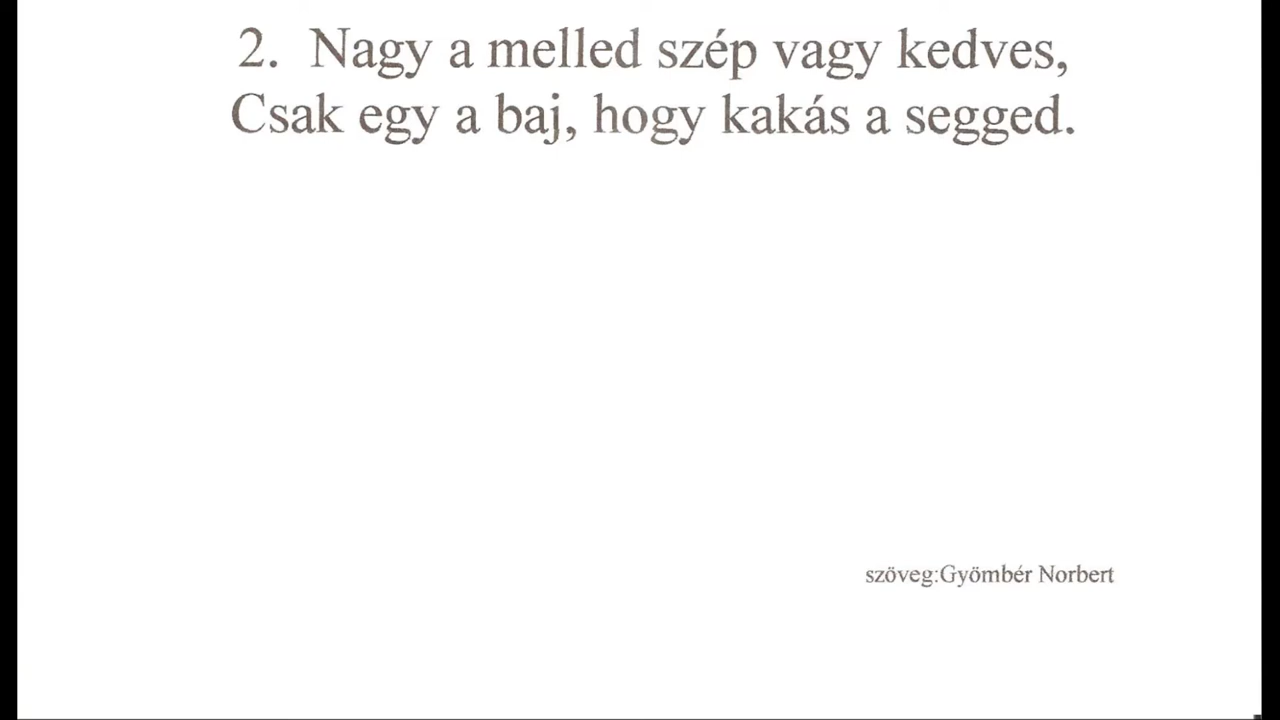 2. Nagy a melled szép vagy kedves,
Csak egy a baj, hogy kakás a segged.
szöveg:Gyömbér Norbert